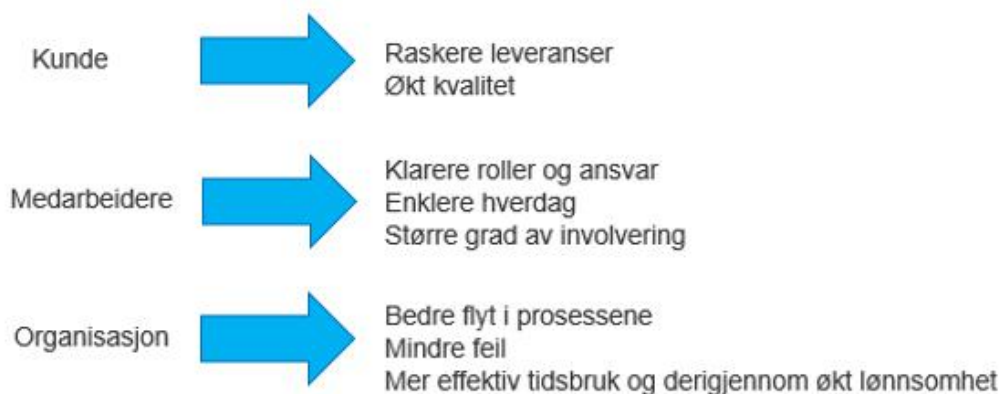 Kunde
Raskere leveranser
Økt kvalitet
Medarbeidere
Klarere roller og ansvar
Enklere hverdag
Større grad av involvering
Organisasjon
Bedre flyt i prosessene
Mindre feil
Mer effektiv tidsbruk og derigjennom økt lønnsomhet